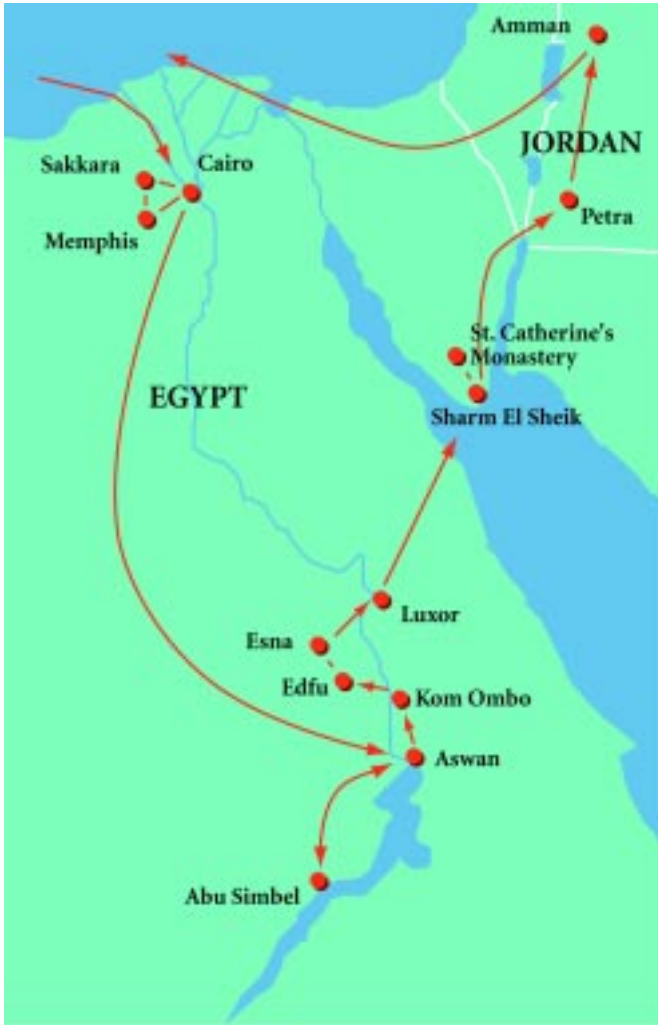 Amman
JORDAN
Sakkara
Cairo
Memphis
Petra
St. Catherine's
Monastery
EGYPT
Sharm El Sheik
Luxor
Esna
Edfu
Kom Ombo
Aswan
Abu Simbel